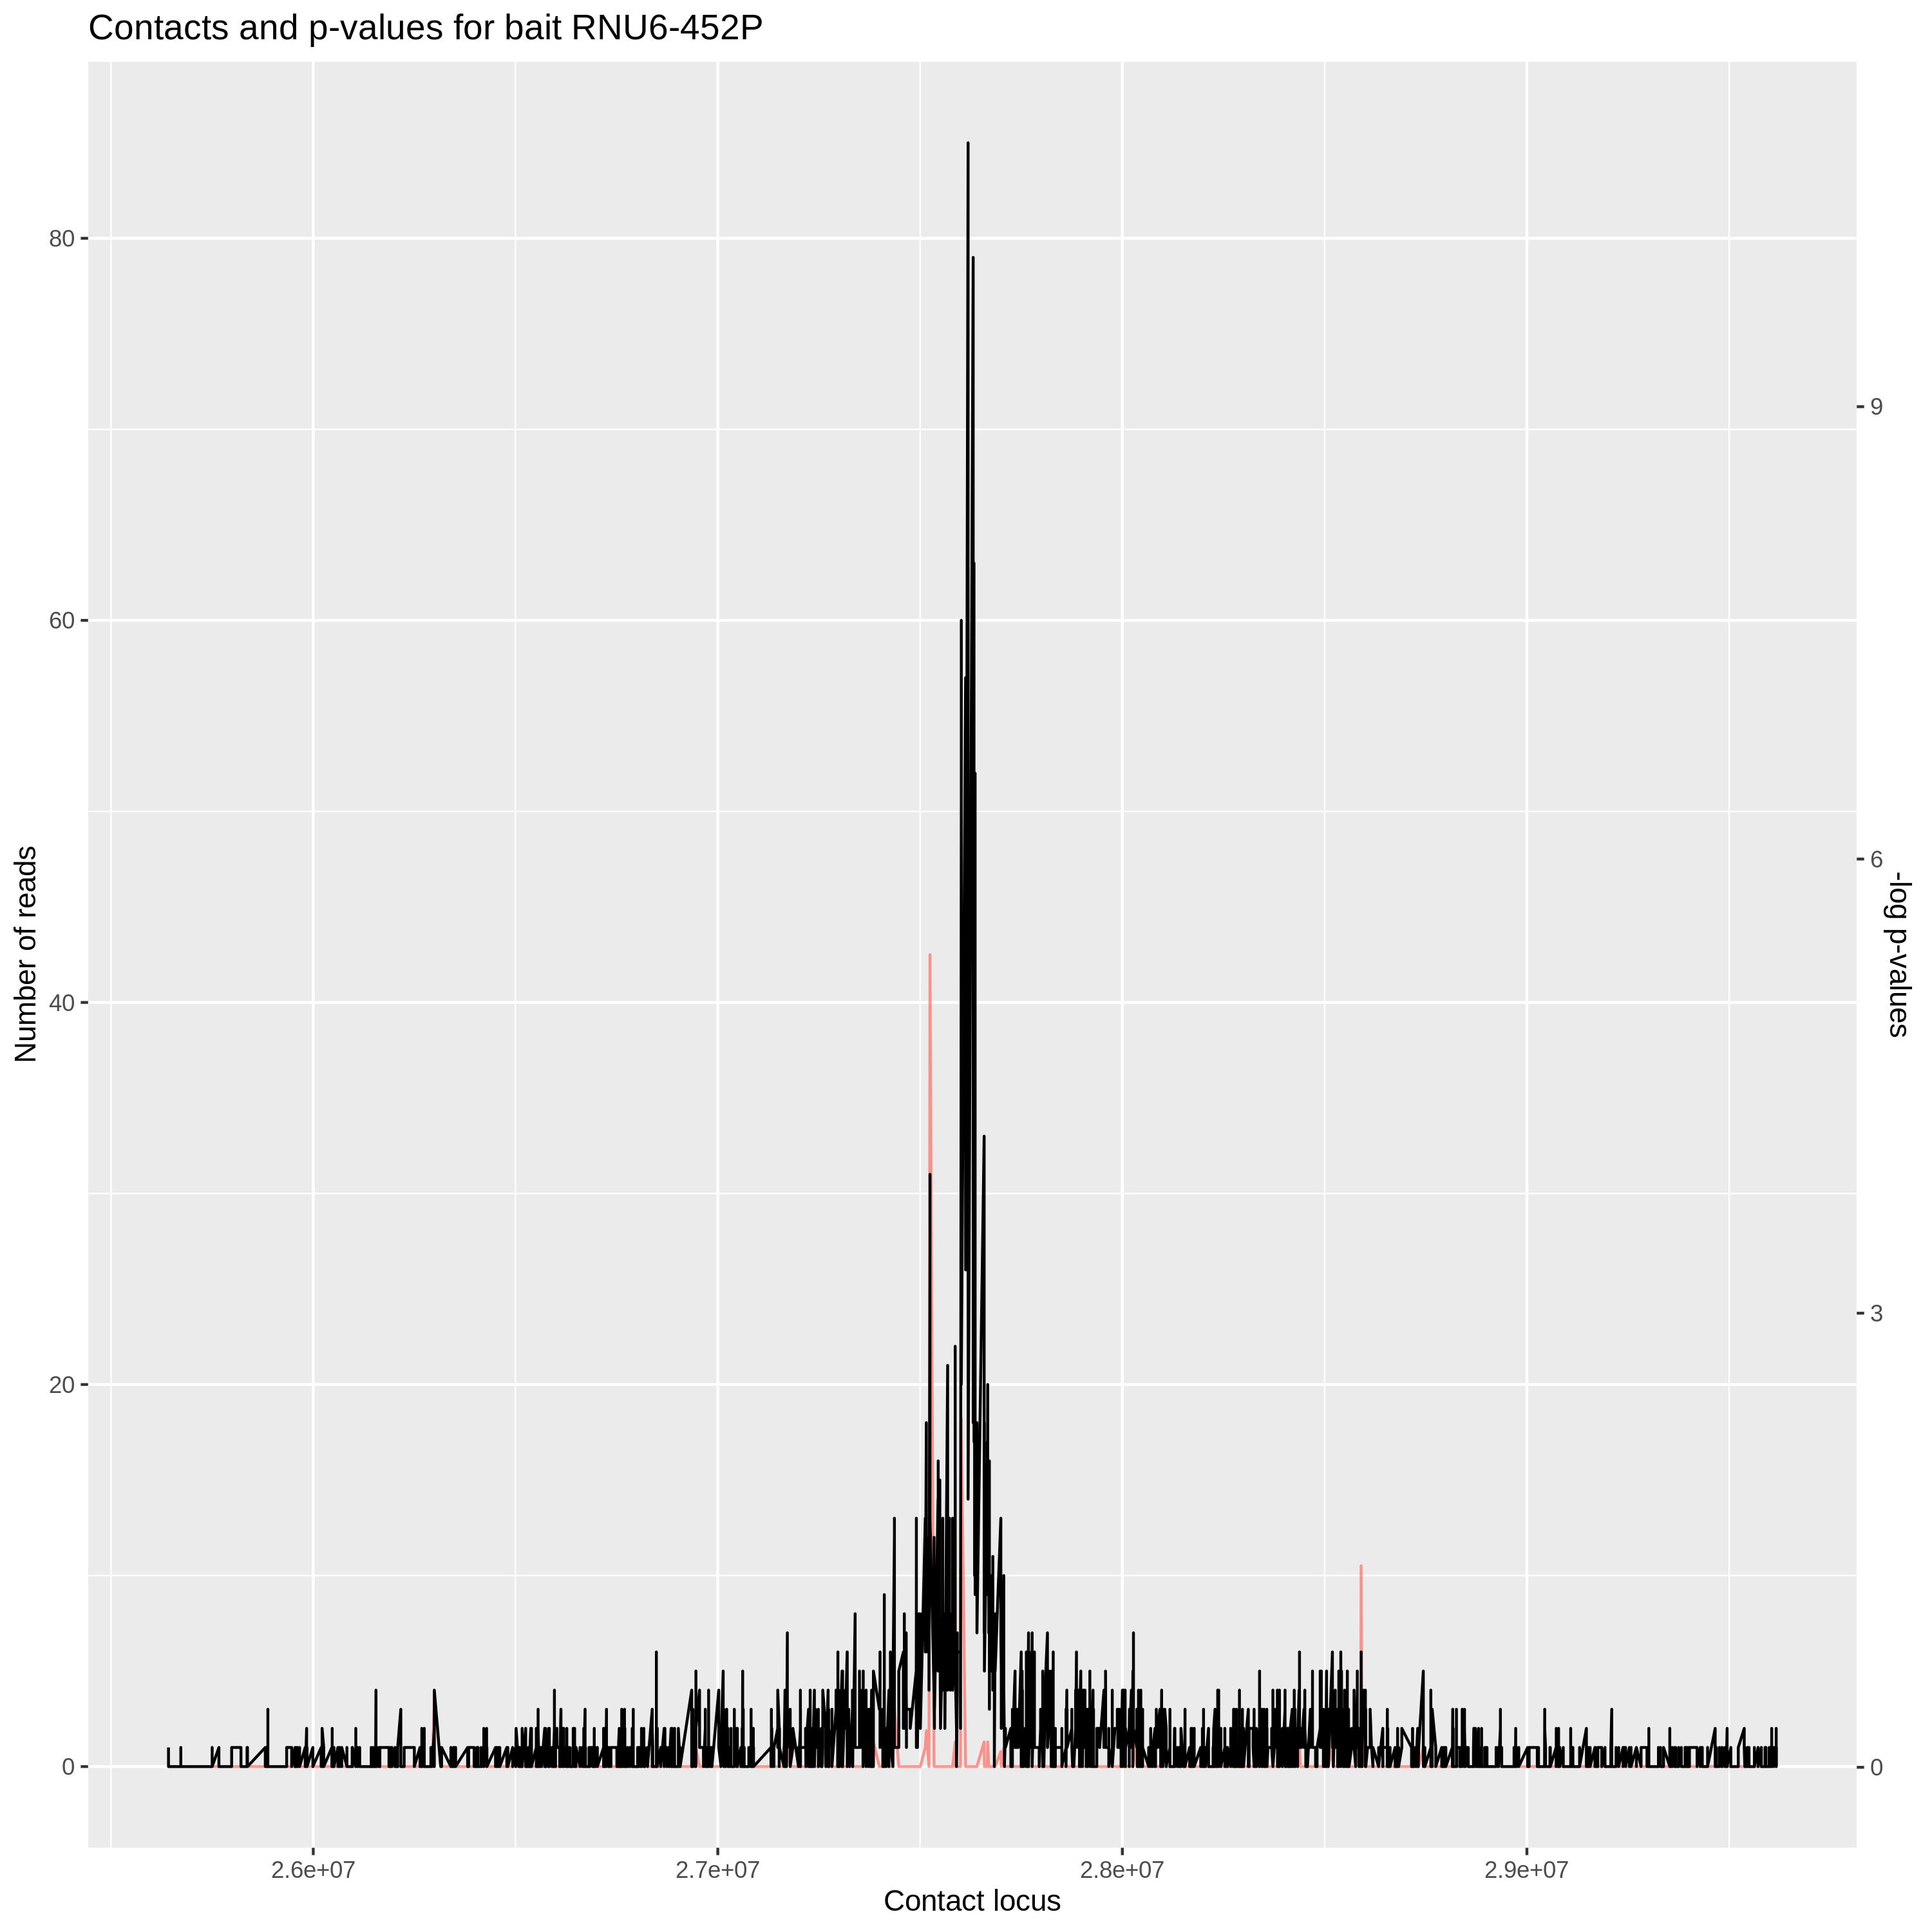 Contacts and p-values for bait RNU6-452P
80
60
40
20
0
9
6
3
0
Number of reads
-log p-values
2.6e+07
2.7e+07
2.8e+07
2.9e+07
Contact locus